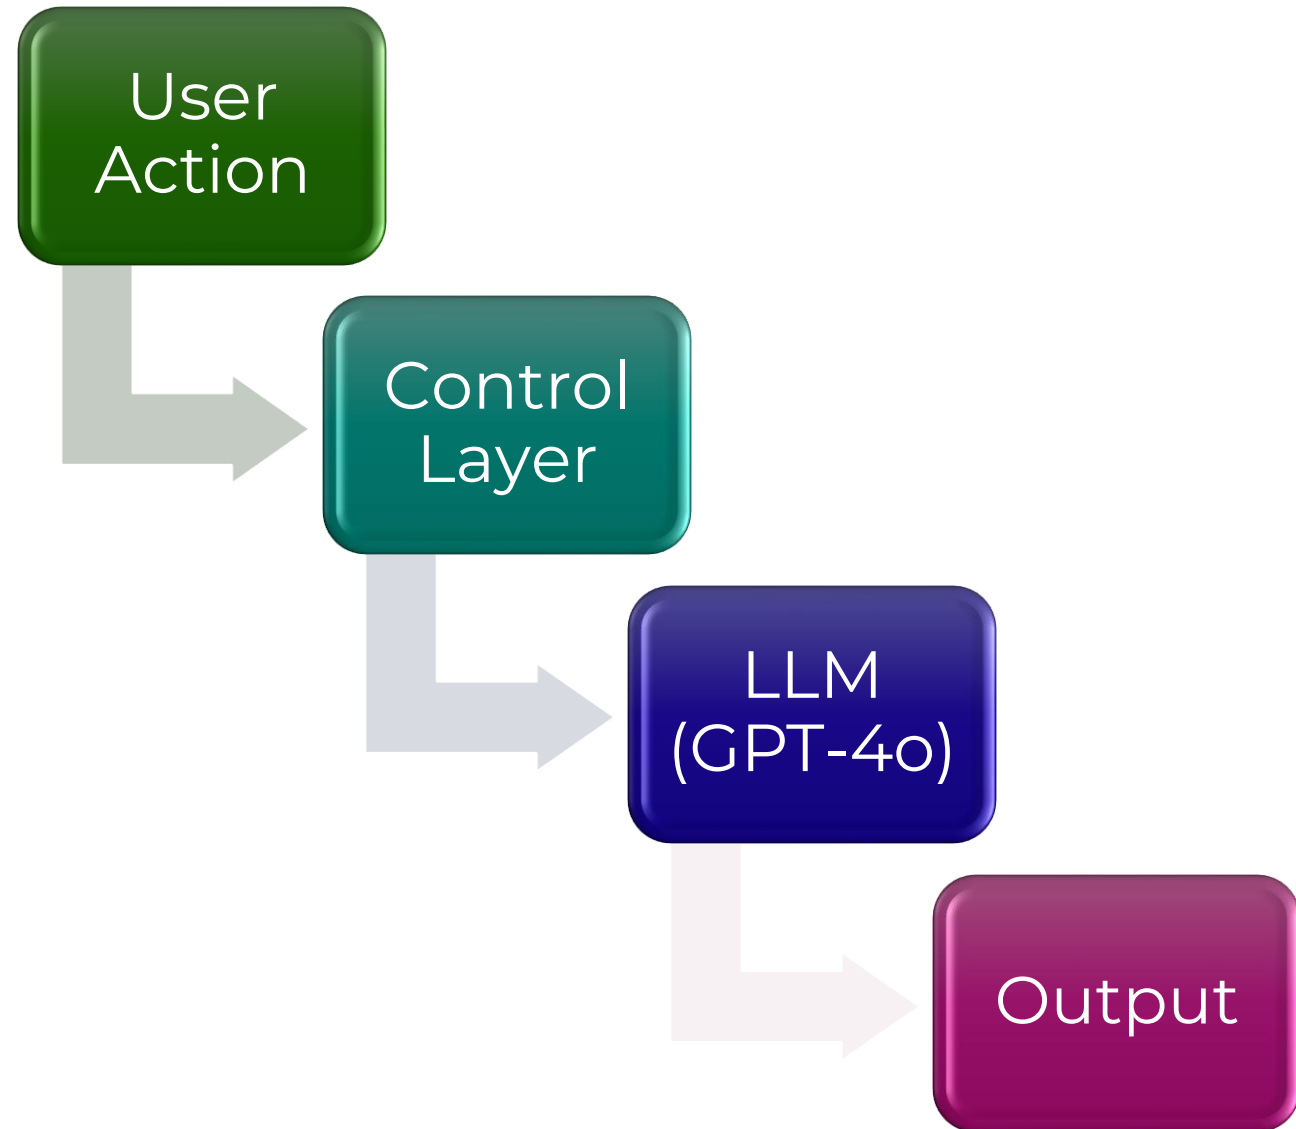 User
Action
Control
Layer
LLM
(GPT-4o)
Output